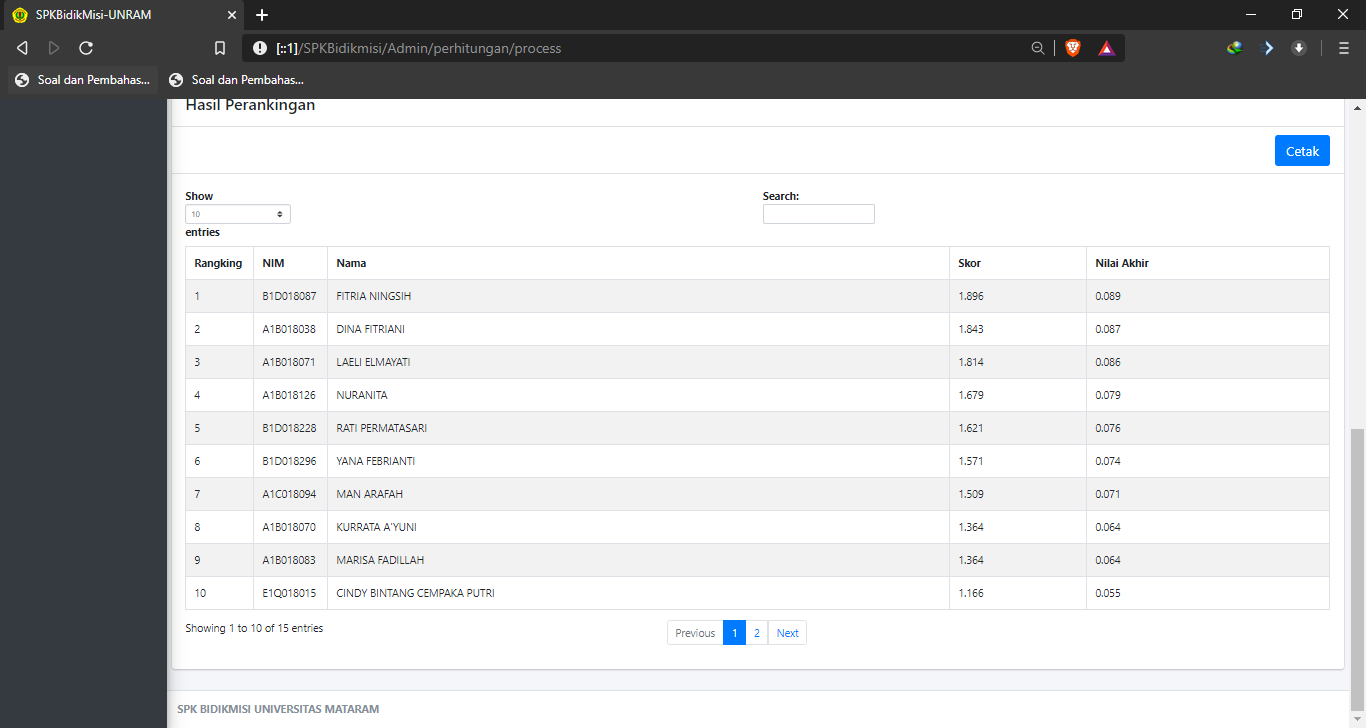 SPKBidikMisi-UNRAM
[::1]/SPKBidikmisi/Admin/perhitungan/process
Soal dan Pembahas... Soal dan Pembahas...
Hasil Perankingan
Cetak
Show
10
entries
Search:
Rangking NIM Nama Skor Nilai Akhir
1 B1D018087 FITRIA NINGSIH 1.896 0.089
2 A1B018038 DINA FITRIANI 1.843 0.087
3 A1B018071 LAELI ELMAYATI 1.814 0.086
4 A1B018126 NURANITA 1.679 0.079
5 B1D018228 RATI PERMATASARI 1.621 0.076
6 B1D018296 YANA FEBRIANTI 1.571 0.074
7 A1C018094 MAN ARAFAH 1.509 0.071
8 A1B018070 KURRATA A'YUNI 1.364 0.064
9 A1B018083 MARISA FADILLAH 1.364 0.064
10 E1Q018015 CINDY BINTANG CEMPAKA PUTRI 1.166 0.055
Showing 1 to 10 of 15 entries
Previous 1 2 Next
SPK BIDIKMISI UNIVERSITAS MATARAM